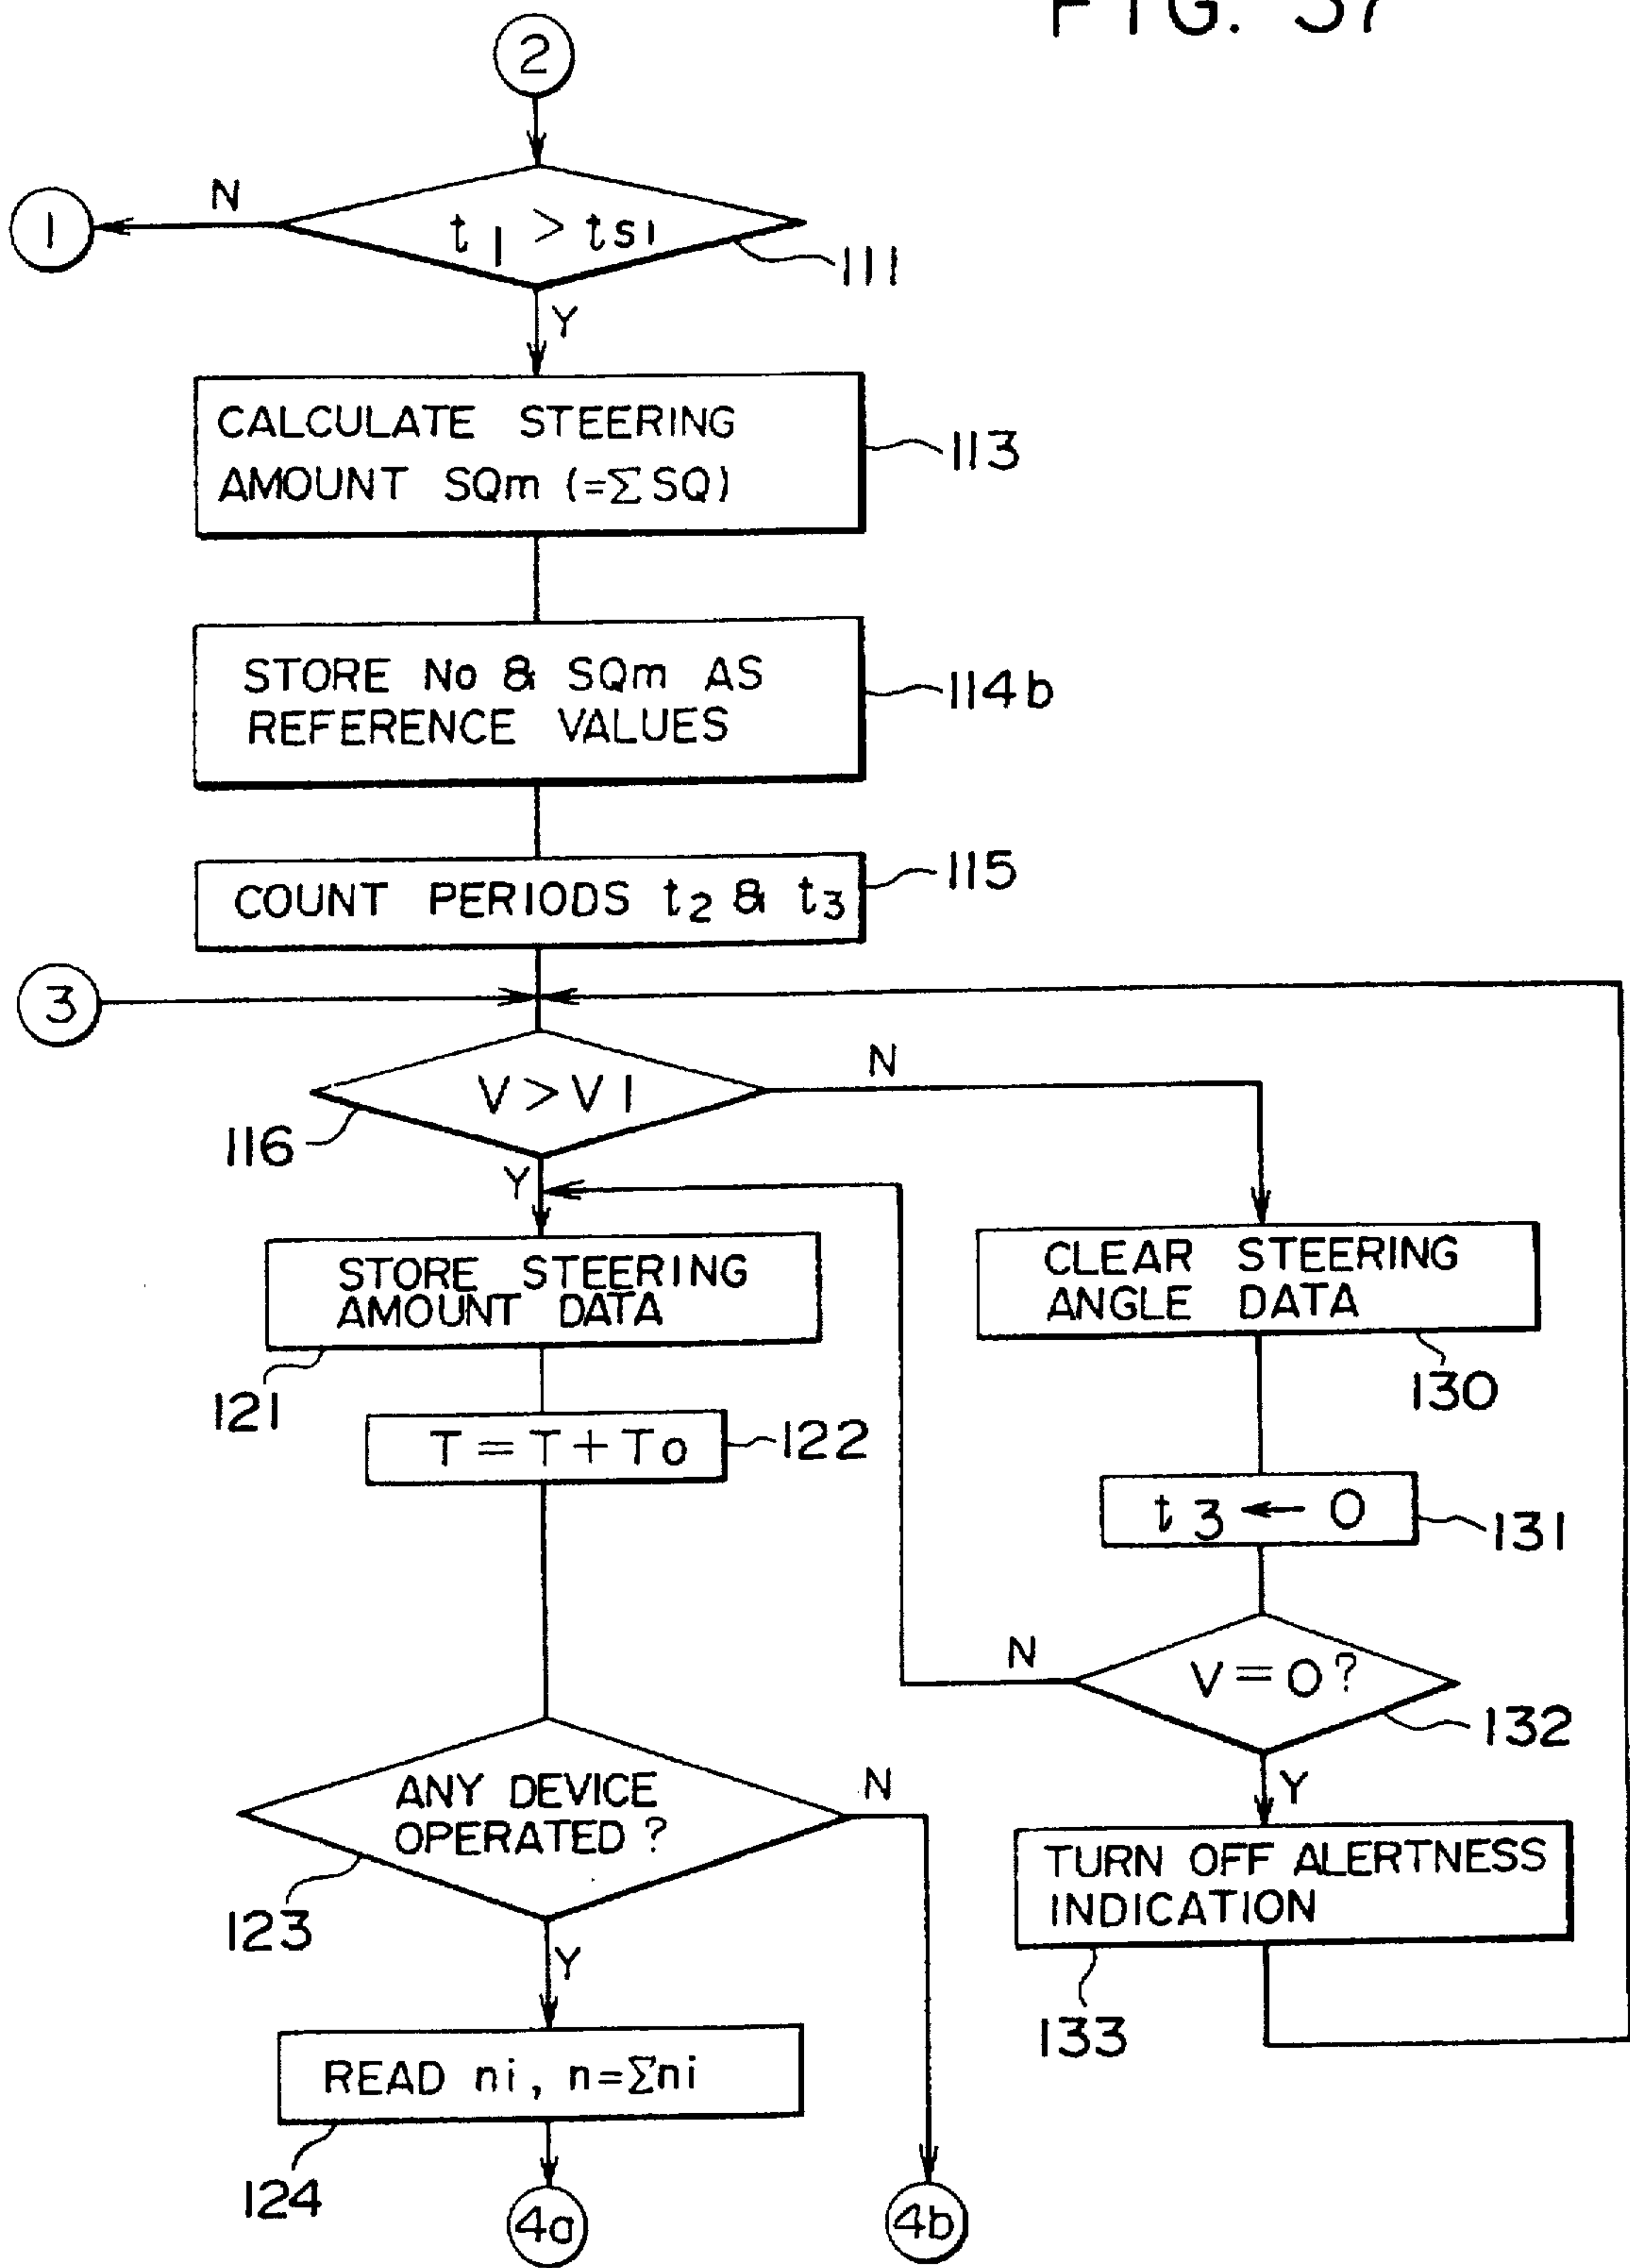 FIG. 37
2
N
1
t1 > ts1
111
Y
CALCULATE STEERING
AMOUNT SQm (=ΣSQ)
113
STORE No & SQm AS
REFERENCE VALUES
114b
COUNT PERIODS t2 & t3
115
3
V > V1
N
116
Y
STORE STEERING
AMOUNT DATA
121
CLEAR STEERING
ANGLE DATA
130
T = T + To
122
t3 ← 0
131
N
V = 0 ?
132
Y
ANY DEVICE
OPERATED ?
N
123
Y
TURN OFF ALERTNESS
INDICATION
133
READ ni, n=Σni
124
4a
4b